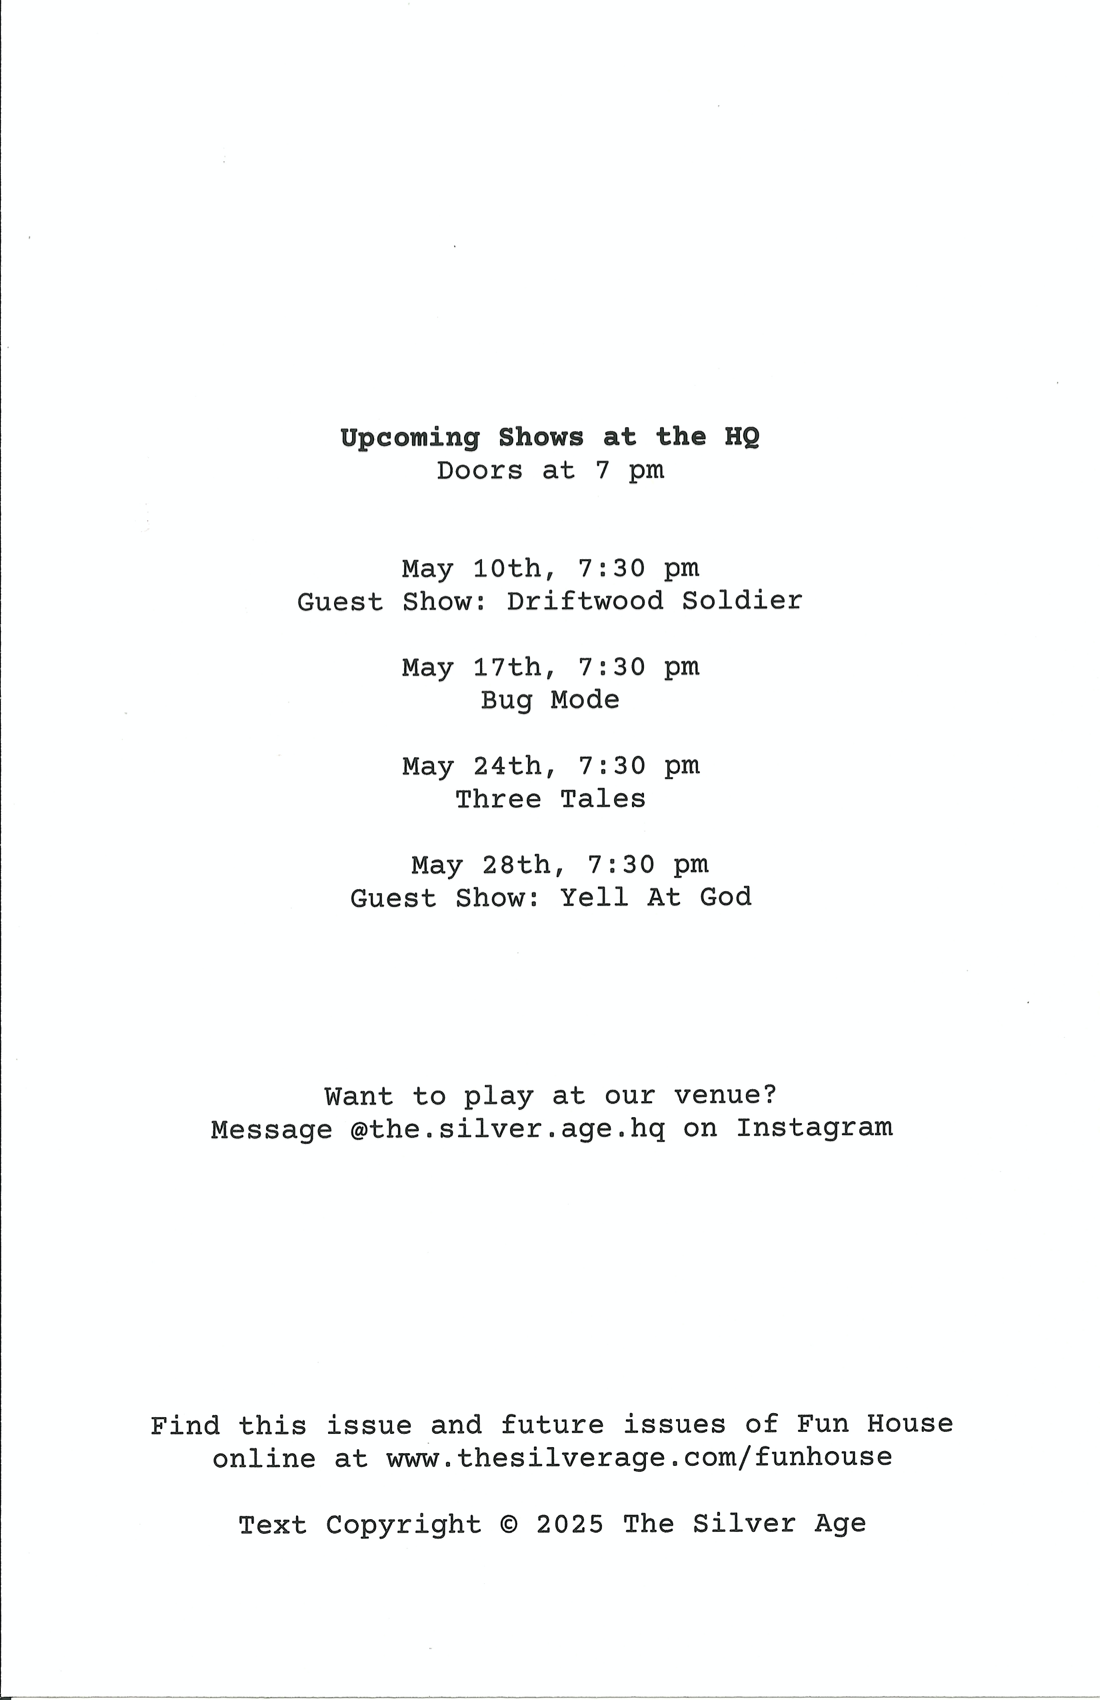 Upcoming Shows at the HQ
Doors at 7 pm
May 10th, 7:30 pm
Guest Show: Driftwood Soldier
May 17th, 7:30 pm
Bug Mode
May 24th, 7:30 pm
Three Tales
May 28th, 7:30 pm
Guest Show: Yell At God
Want to play at our venue?
Message @the.silver.age.hq on Instagram
Find this issue and future issues of Fun House
online at www.thesilverage.com/funhouse
Text Copyright © 2025 The Silver Age